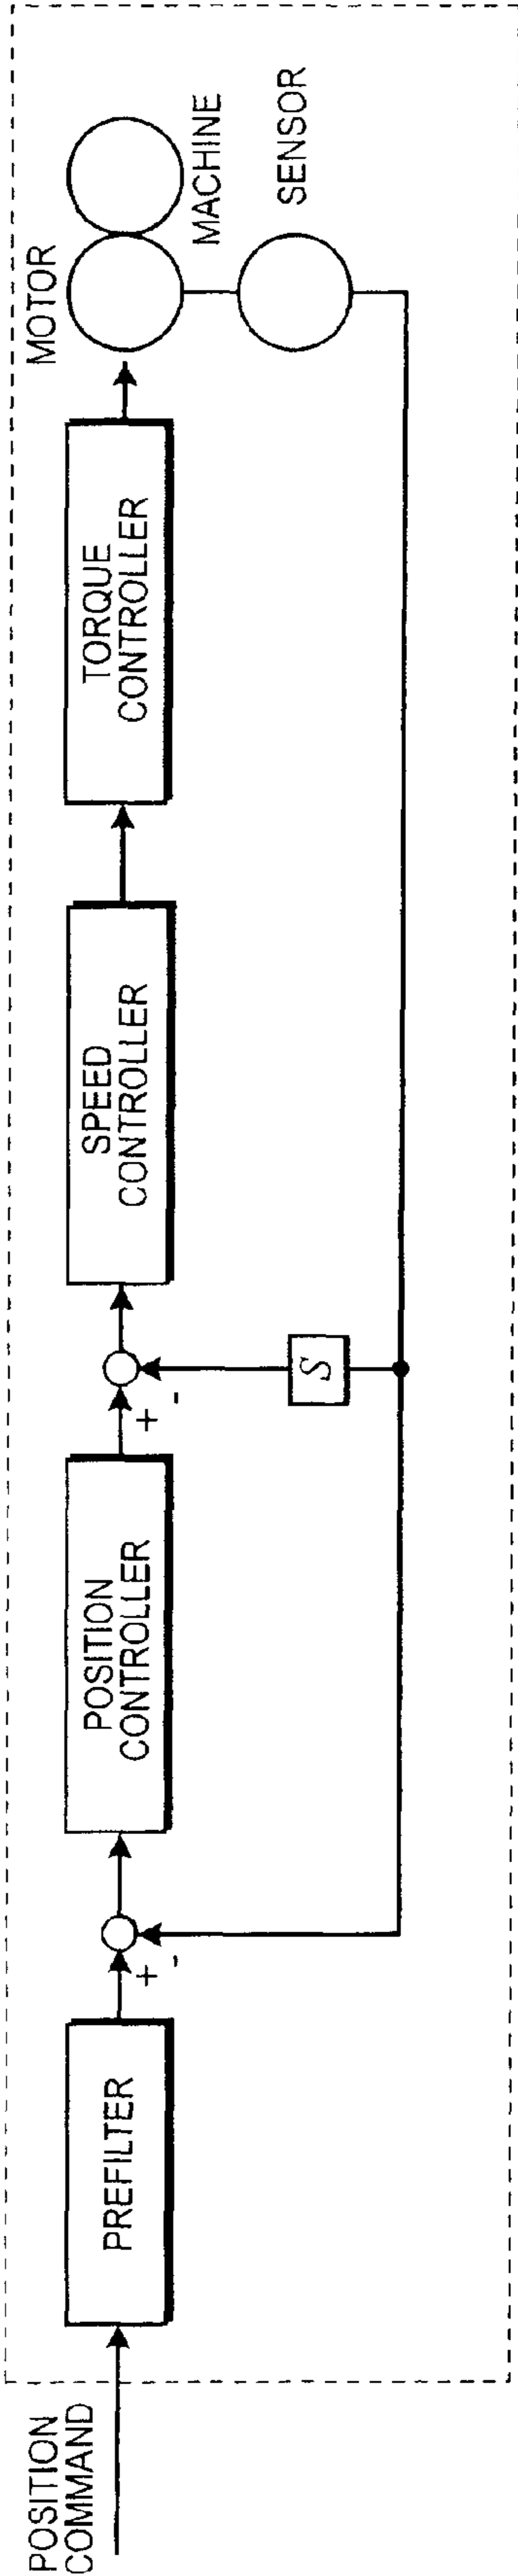 POSITION
COMMAND
PREFILTER
+
-
POSITION
CONTROLLER
+
-
S
SPEED
CONTROLLER
TORQUE
CONTROLLER
MOTOR
MACHINE
SENSOR